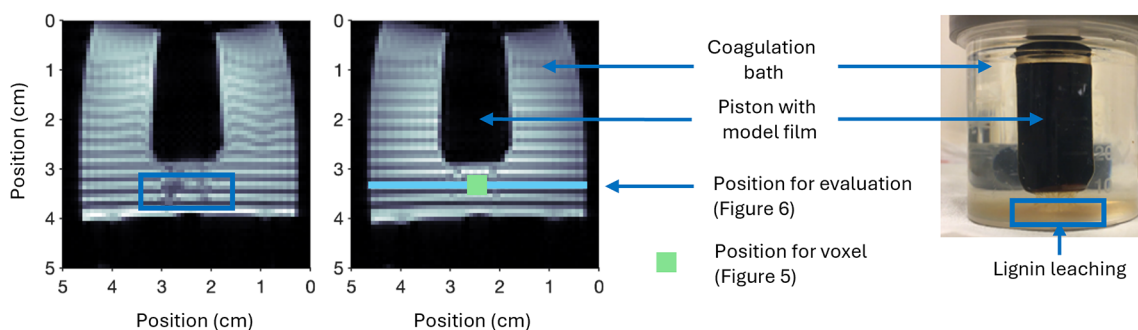 0
1
2
3
4
5
Position (cm)
5 4 3 2 1 0
Position (cm)
0
1
2
3
4
5
5 4 3 2 1 0
Position (cm)
Coagulation
bath
Piston with
model film
Position for evaluation
(Figure 6)
Position for voxel
(Figure 5)
Lignin leaching